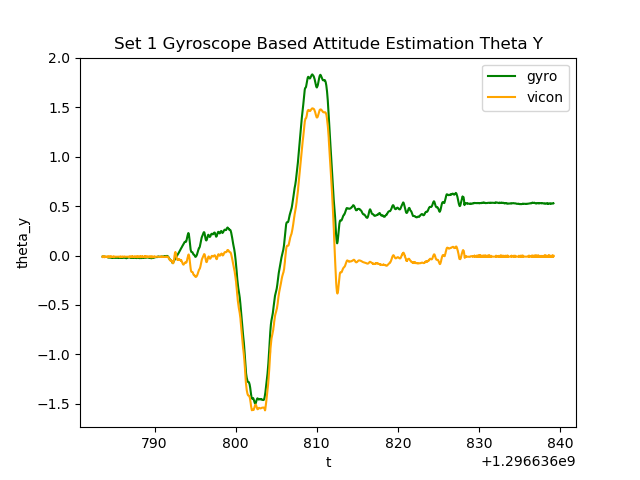 Set 1 Gyroscope Based Attitude Estimation Theta Y
gyro
vicon
theta_y
2.0
1.5
1.0
0.5
0.0
−0.5
−1.0
−1.5
790 800 810 820 830 840
t
+1.296636e9